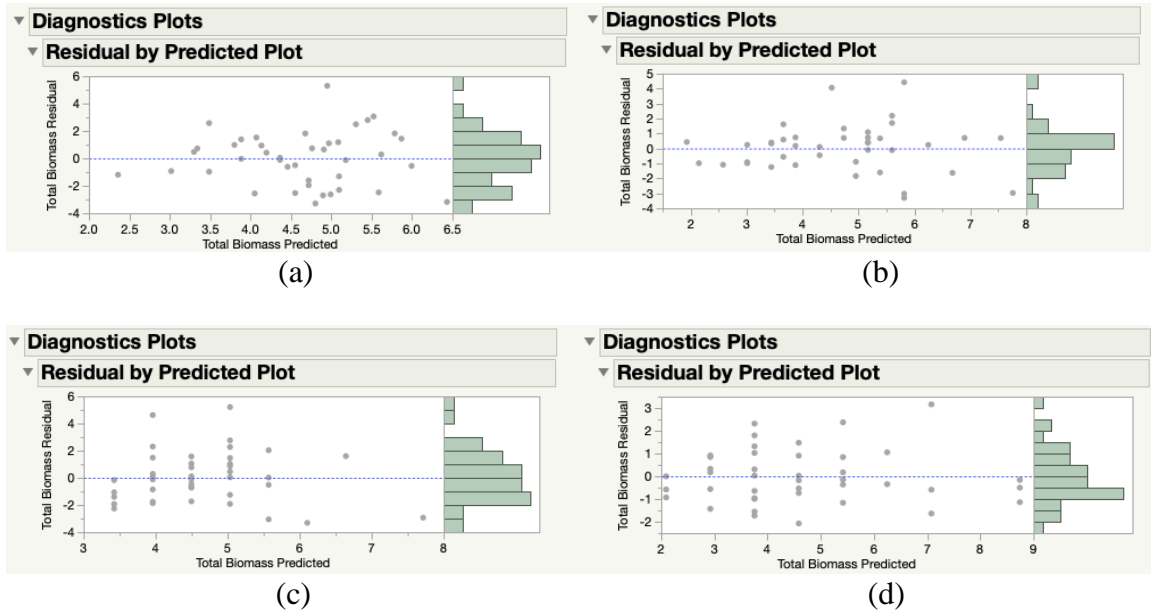 Diagnostics Plots
Residual by Predicted Plot
Total Biomass Residual
6
4
2
0
-2
-4
2.0 2.5 3.0 3.5 4.0 4.5 5.0 5.5 6.0 6.5
Total Biomass Predicted
(a)
Diagnostics Plots
Residual by Predicted Plot
Total Biomass Residual
5
4
3
2
1
0
-1
-2
-3
-4
2 3 4 5 6 7 8
Total Biomass Predicted
(b)
Diagnostics Plots
Residual by Predicted Plot
Total Biomass Residual
6
4
2
0
-2
-4
3 4 5 6 7 8
Total Biomass Predicted
(c)
Diagnostics Plots
Residual by Predicted Plot
Total Biomass Residual
3
2
1
0
-1
-2
2 3 4 5 6 7 8 9
Total Biomass Predicted
(d)